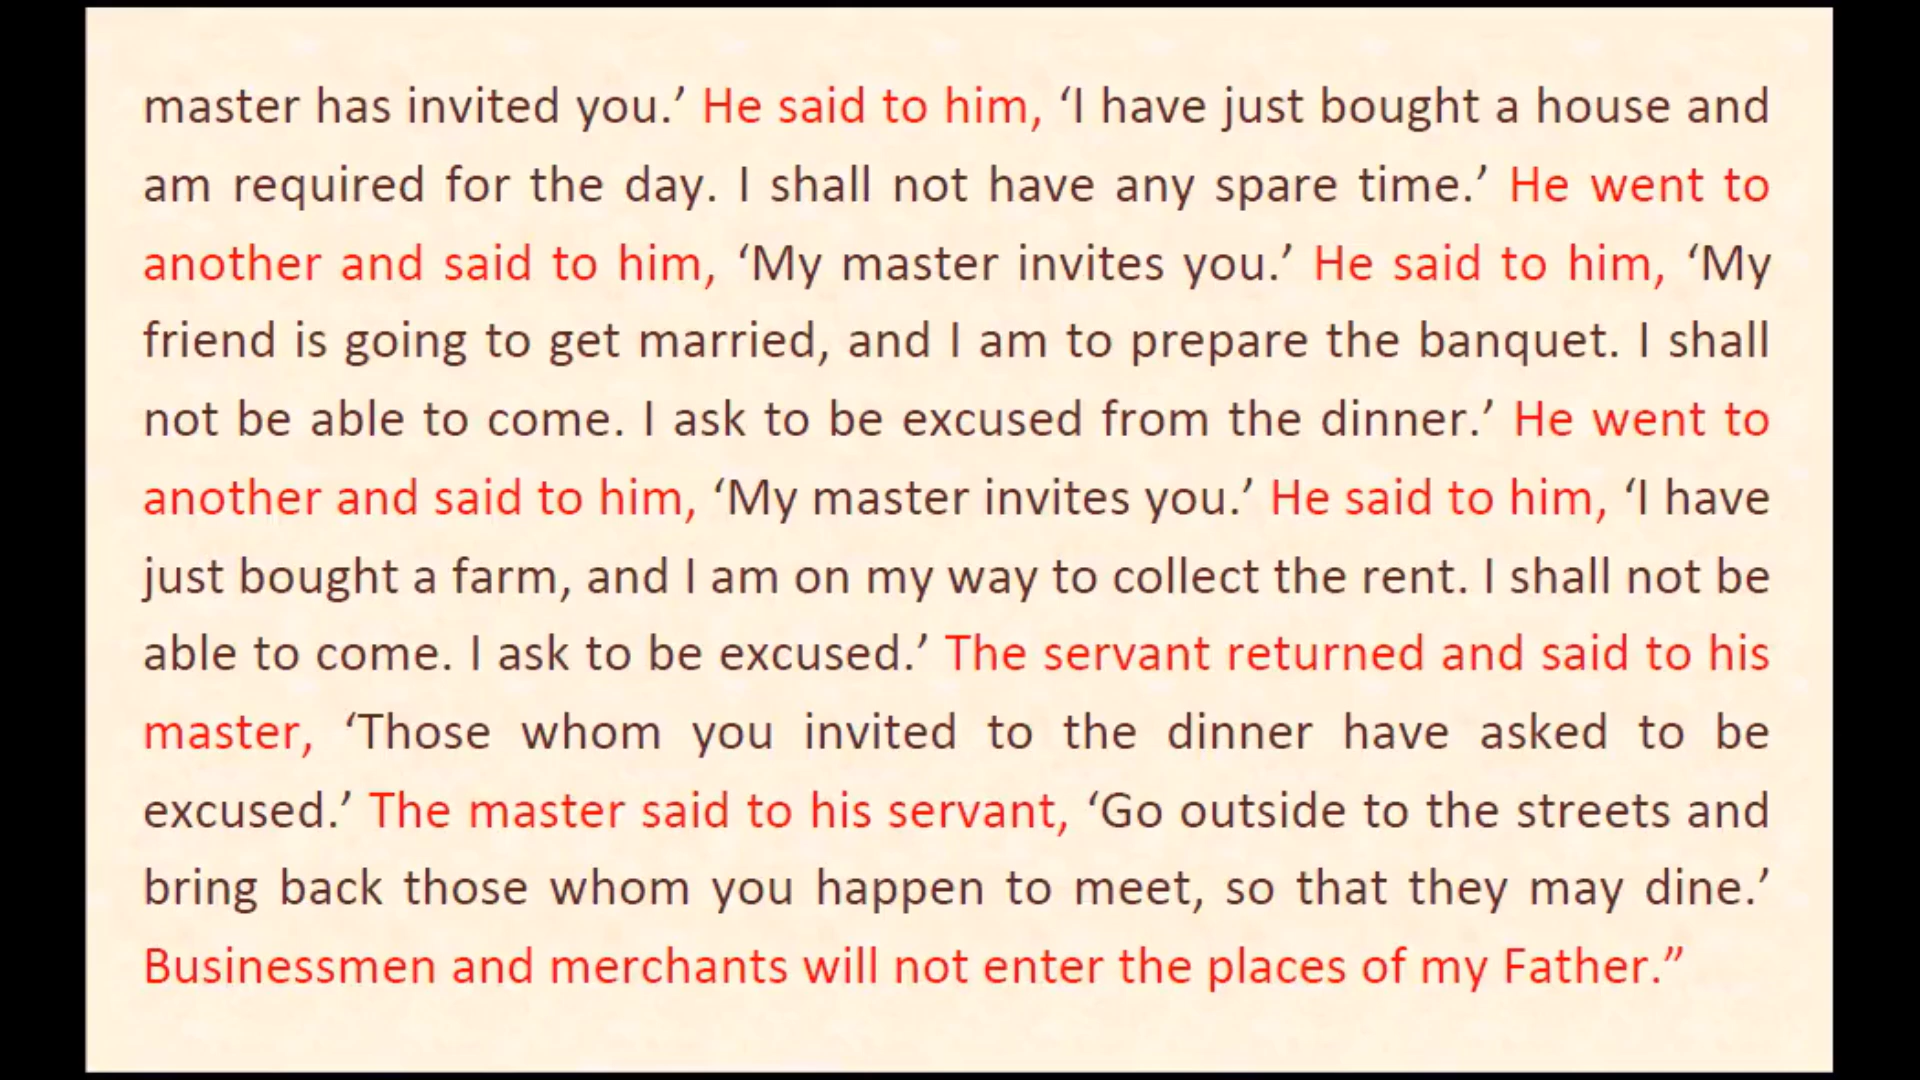 master has invited you.’ He said to him, ‘I have just bought a house and
am required for the day. I shall not have any spare time.’ He went to
another and said to him, ‘My master invites you.’ He said to him, ‘My
friend is going to get married, and I am to prepare the banquet. I shall
not be able to come. I ask to be excused from the dinner.’ He went to
another and said to him, ‘My master invites you.’ He said to him, ‘I have
just bought a farm, and I am on my way to collect the rent. I shall not be
able to come. I ask to be excused.’ The servant returned and said to his
master, ‘Those whom you invited to the dinner have asked to be
excused.’ The master said to his servant, ‘Go outside to the streets and
bring back those whom you happen to meet, so that they may dine.’
Businessmen and merchants will not enter the places of my Father.”